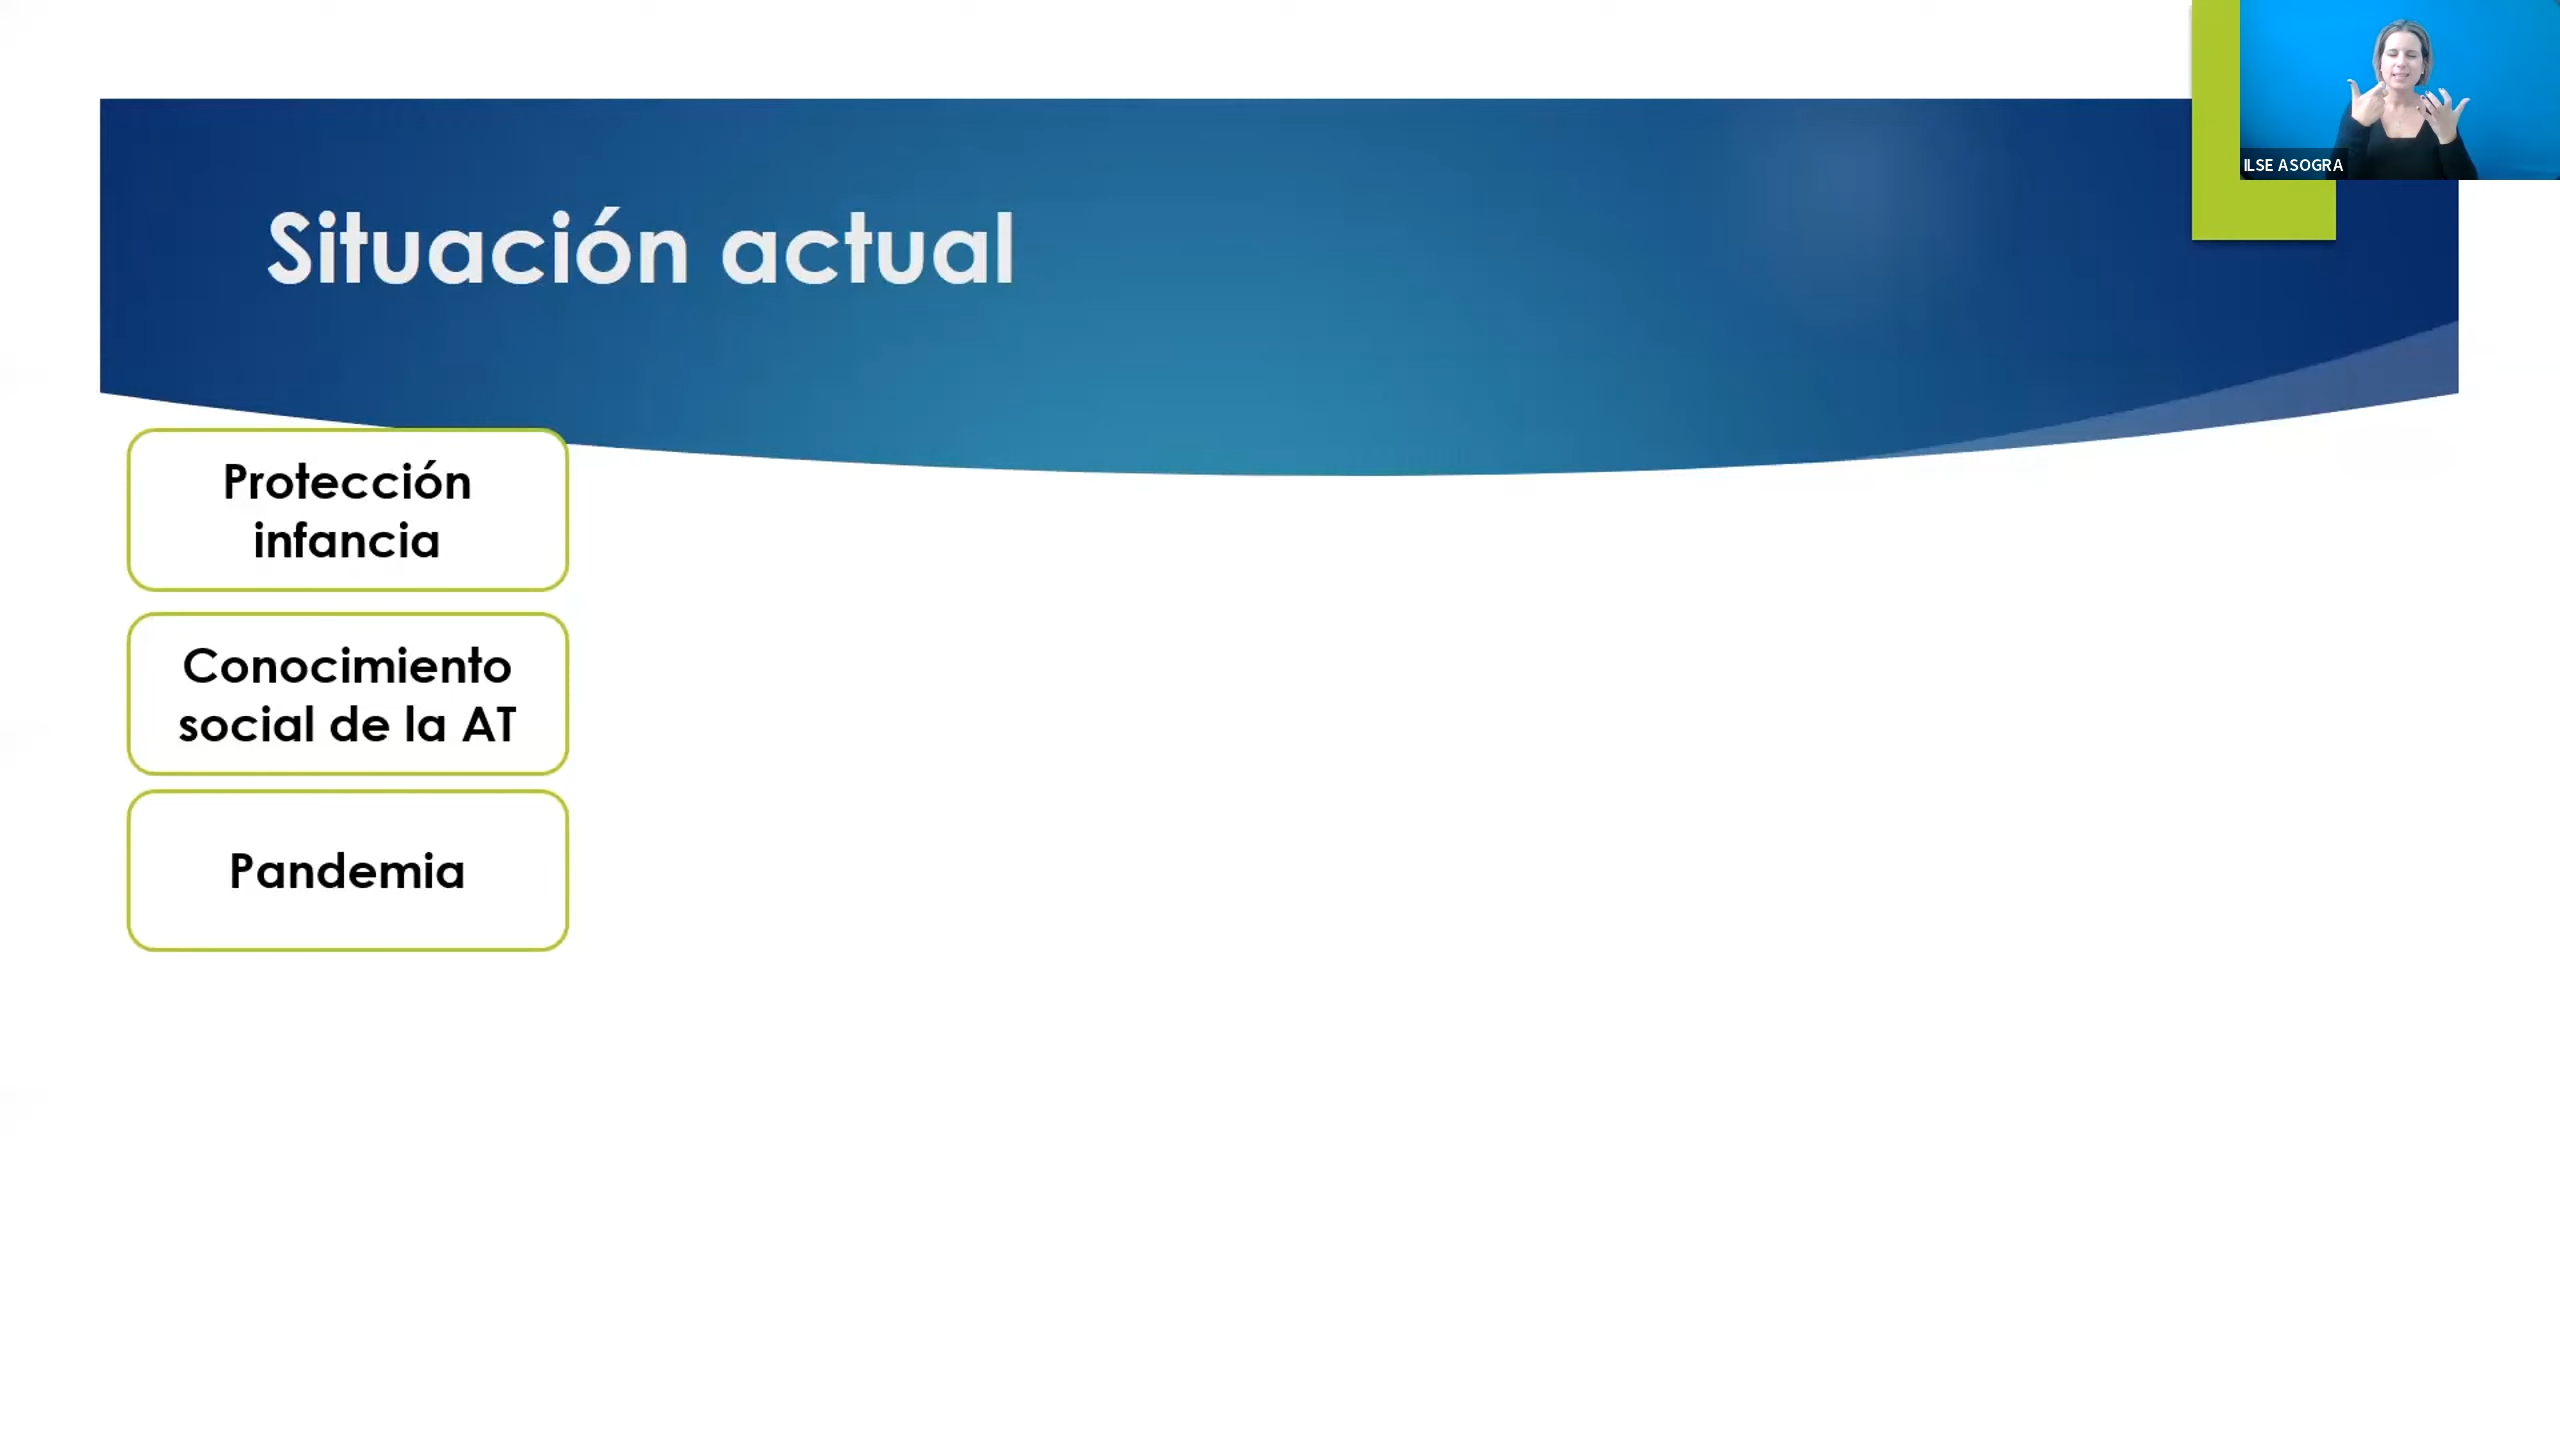 ILSE ASOGRA
Situación actual
Protección
infancia
Conocimiento
social de la AT
Pandemia